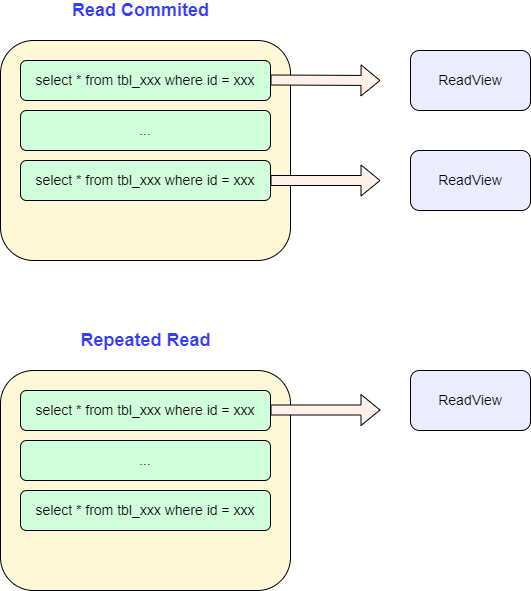 Read Commited
select * from tbl_xxx where id = xxx
ReadView
...
select * from tbl_xxx where id = xxx
ReadView
Repeated Read
select * from tbl_xxx where id = xxx
ReadView
...
select * from tbl_xxx where id = xxx